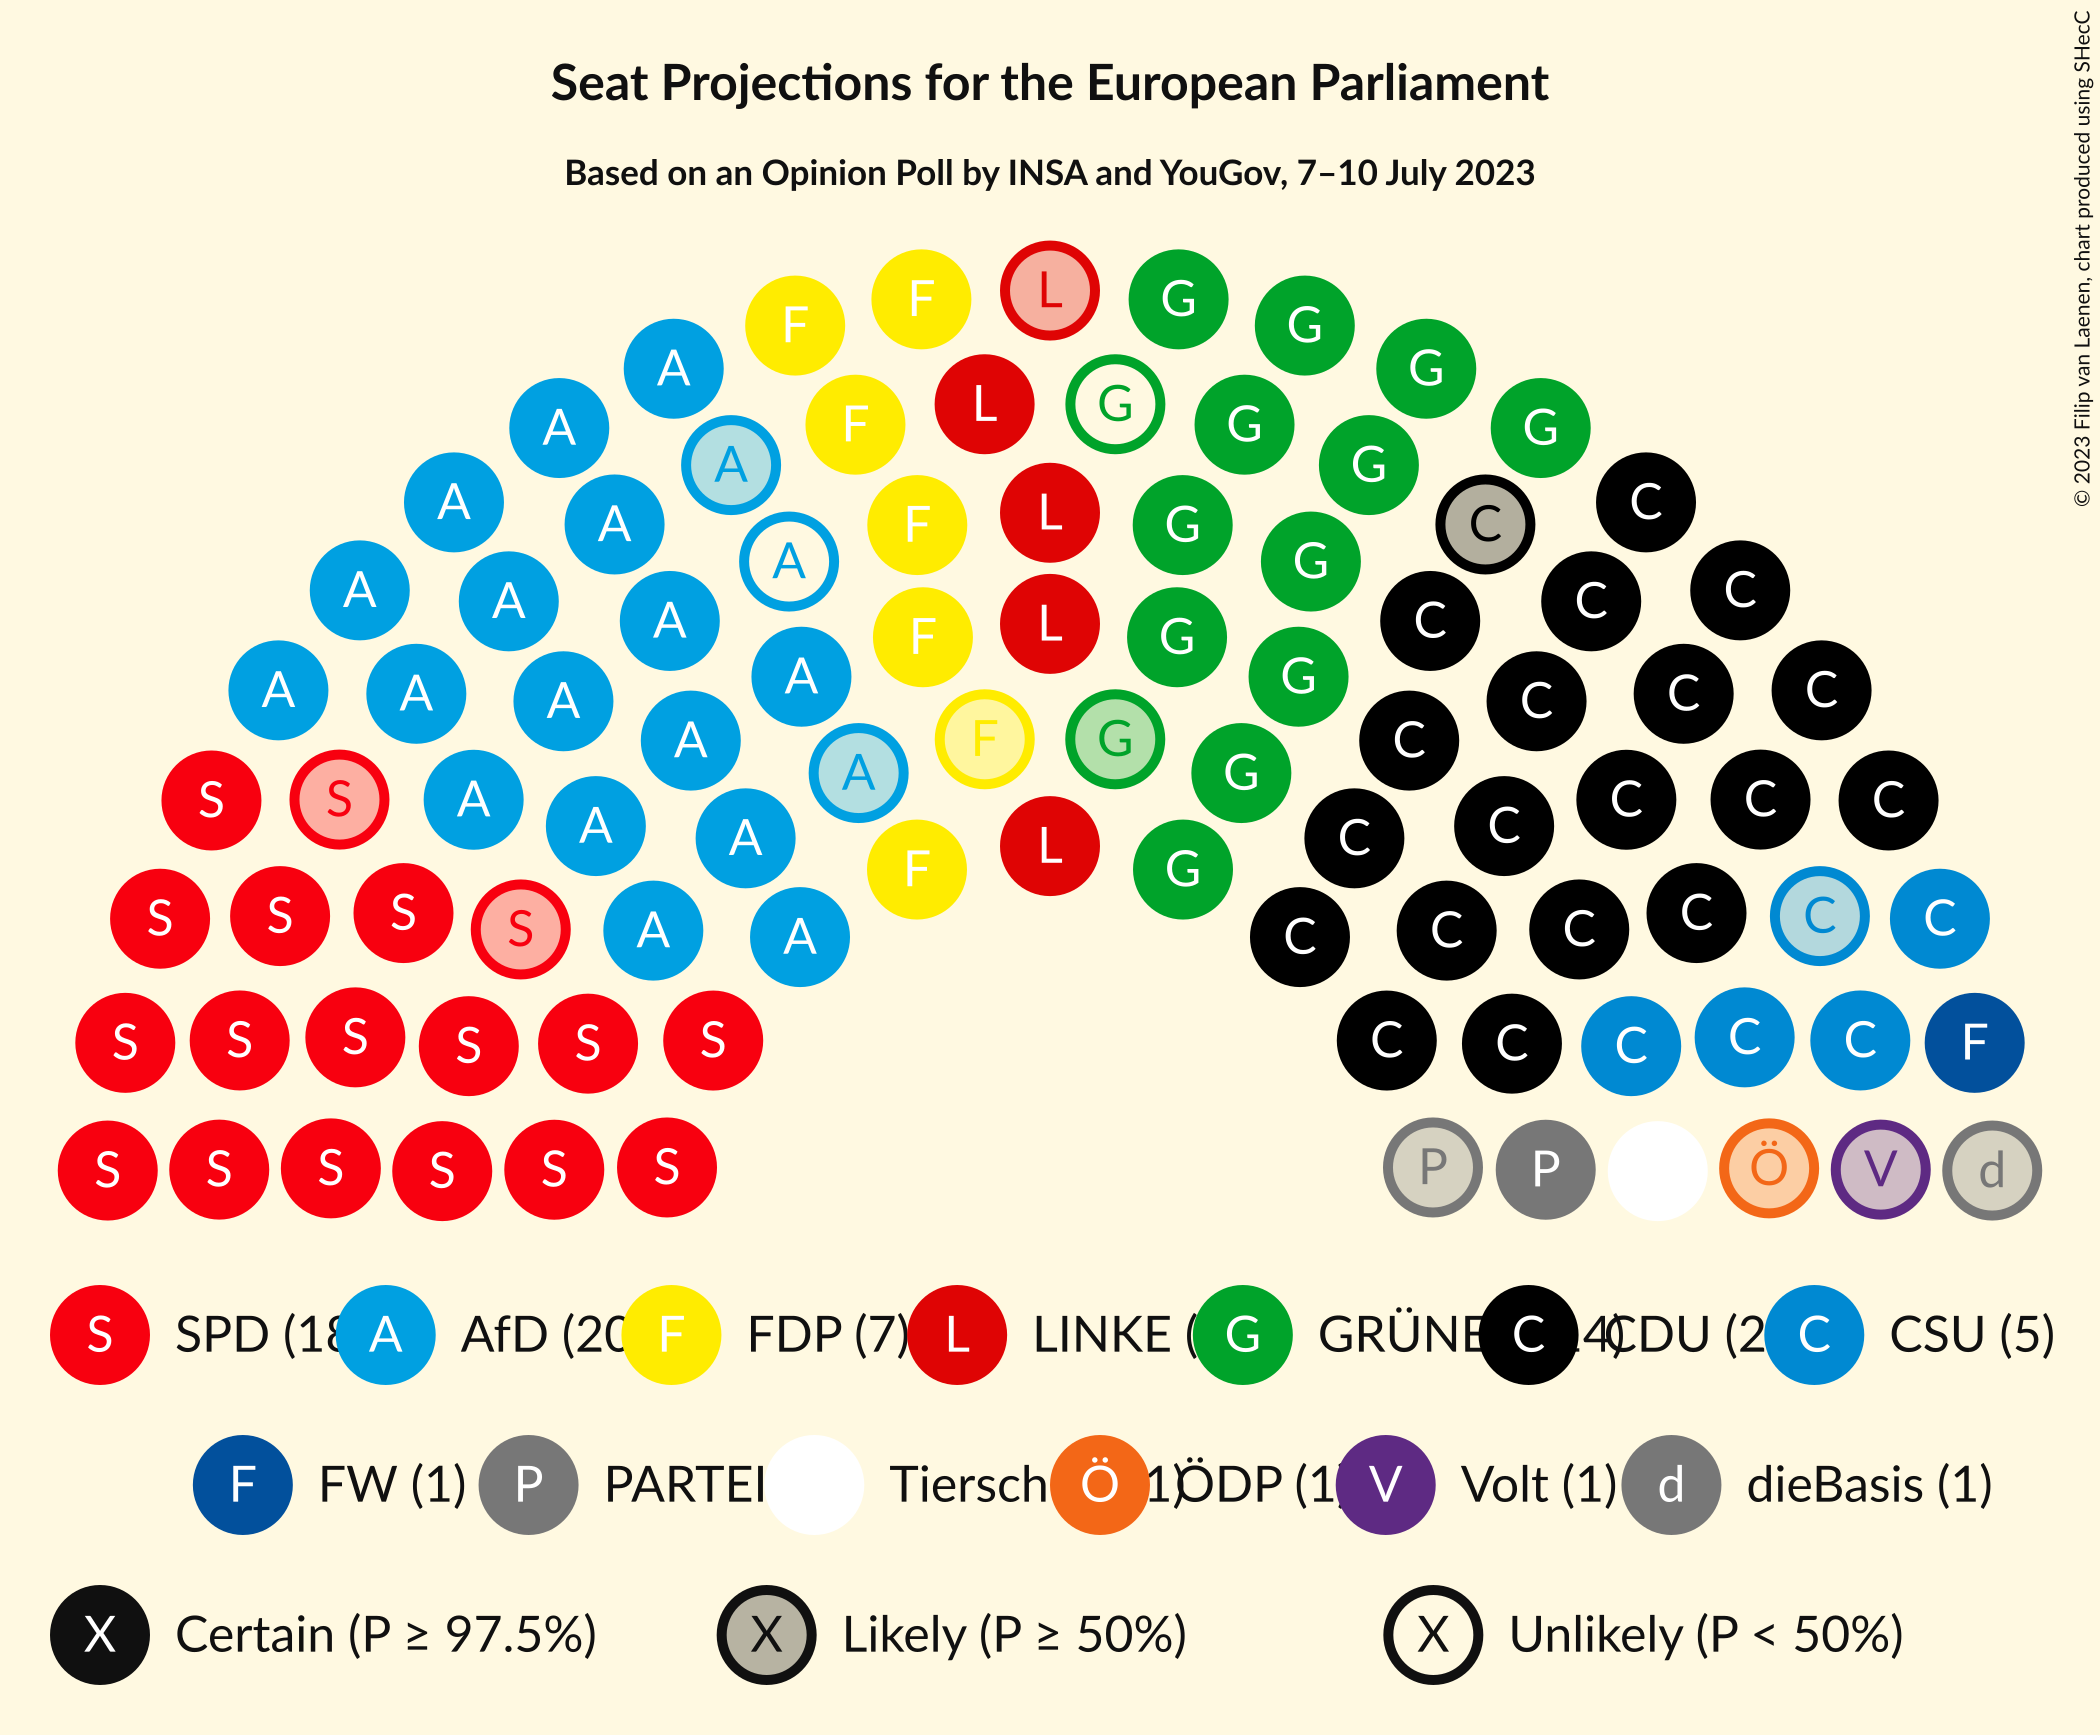 © 2023 Filip van Laenen, chart produced using SHecC
Seat Projections for the European Parliament
Based on an Opinion Poll by INSA and YouGov, 7–10 July 2023
F F L G G
A G
A F L G G G
A G
A A F L G C C
A A A G C C
A F L G C
A A A A G C C C
A F G C
S S A A G C C C
A A F L G C C
S S S S A A C C C C C C
S S S S S S C C C C C F
S S S S S S P P Ö V d
S SPD (18 A AfD (20 F FDP (7) L LINKE ( G GRÜNE C 4) CDU (2 C CSU (5)
F FW (1) P PARTEI Tiersch Ö 1) ÖDP (1) V Volt (1) d dieBasis (1)
X Certain (P ≥ 97.5%) X Likely (P ≥ 50%) X Unlikely (P < 50%)